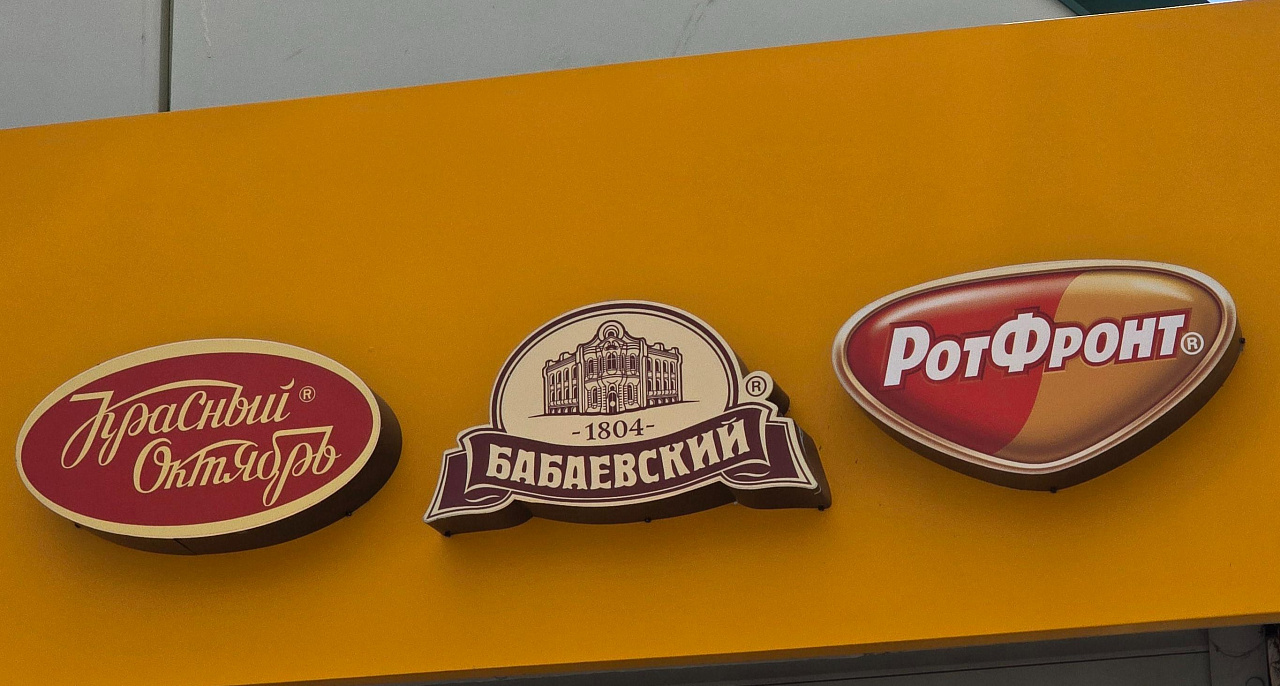 Красный ®
Октябрь
-1804-
БАБАЕВСКИЙ ®
РОТФРОНТ ®